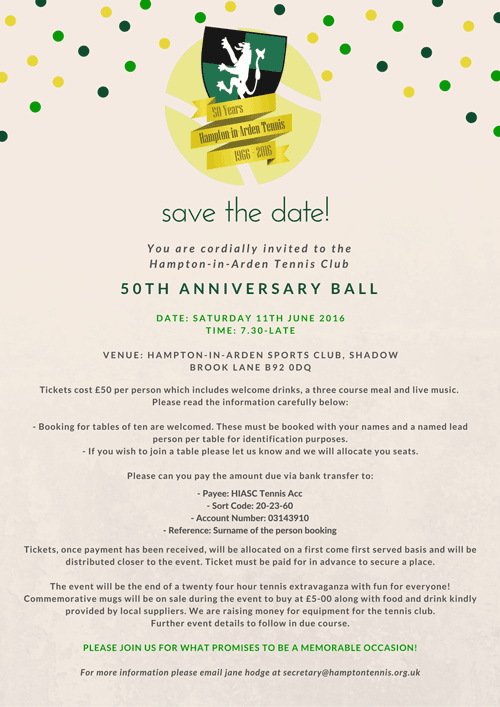 50 Years
Hampton in Arden Tennis
1966 - 2016
save the date!
You are cordially invited to the
Hampton-in-Arden Tennis Club
50TH ANNIVERSARY BALL
DATE: SATURDAY 11TH JUNE 2016
TIME: 7.30-LATE
VENUE: HAMPTON-IN-ARDEN SPORTS CLUB, SHADOW
BROOK LANE B92 0DQ
Tickets cost £50 per person which includes welcome drinks, a three course meal and live music.
Please read the information carefully below:
- Booking for tables of ten are welcomed. These must be booked with your names and a named lead
person per table for identification purposes.
- If you wish to join a table please let us know and we will allocate you seats.
Please can you pay the amount due via bank transfer to:
- Payee: HIASC Tennis Acc
- Sort Code: 20-23-60
- Account Number: 03143910
- Reference: Surname of the person booking
Tickets, once payment has been received, will be allocated on a first come first served basis and will be
distributed closer to the event. Ticket must be paid for in advance to secure a place.
The event will be the end of a twenty four hour tennis extravaganza with fun for everyone!
Commemorative mugs will be on sale during the event to buy at £5-00 along with food and drink kindly
provided by local suppliers. We are raising money for equipment for the tennis club.
Further event details to follow in due course.
PLEASE JOIN US FOR WHAT PROMISES TO BE A MEMORABLE OCCASION!
For more information please email jane hodge at secretary@hamptontennis.org.uk